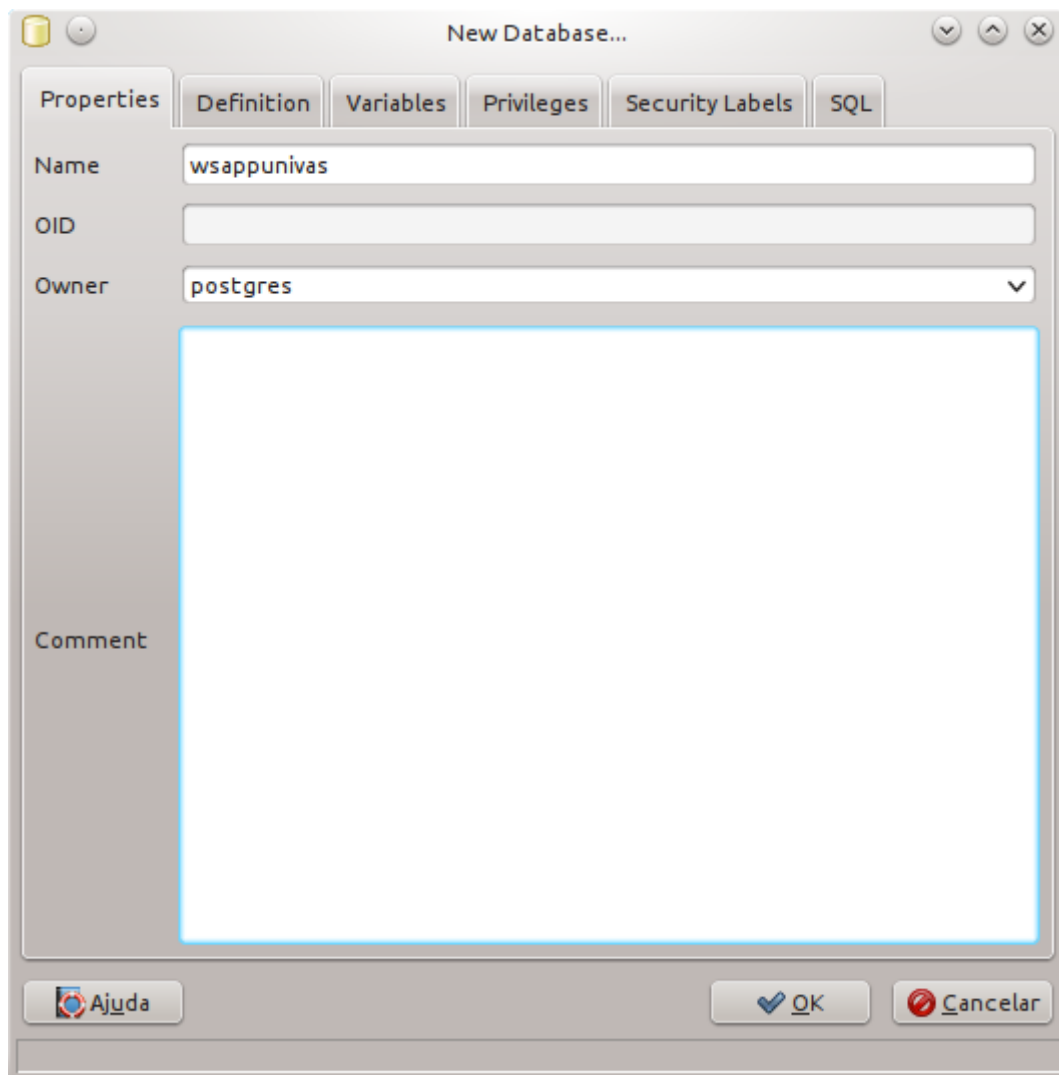 New Database...
Properties Definition Variables Privileges Security Labels SQL
Name wsappunivas
OID
Owner postgres
Comment
Ajuda OK Cancelar